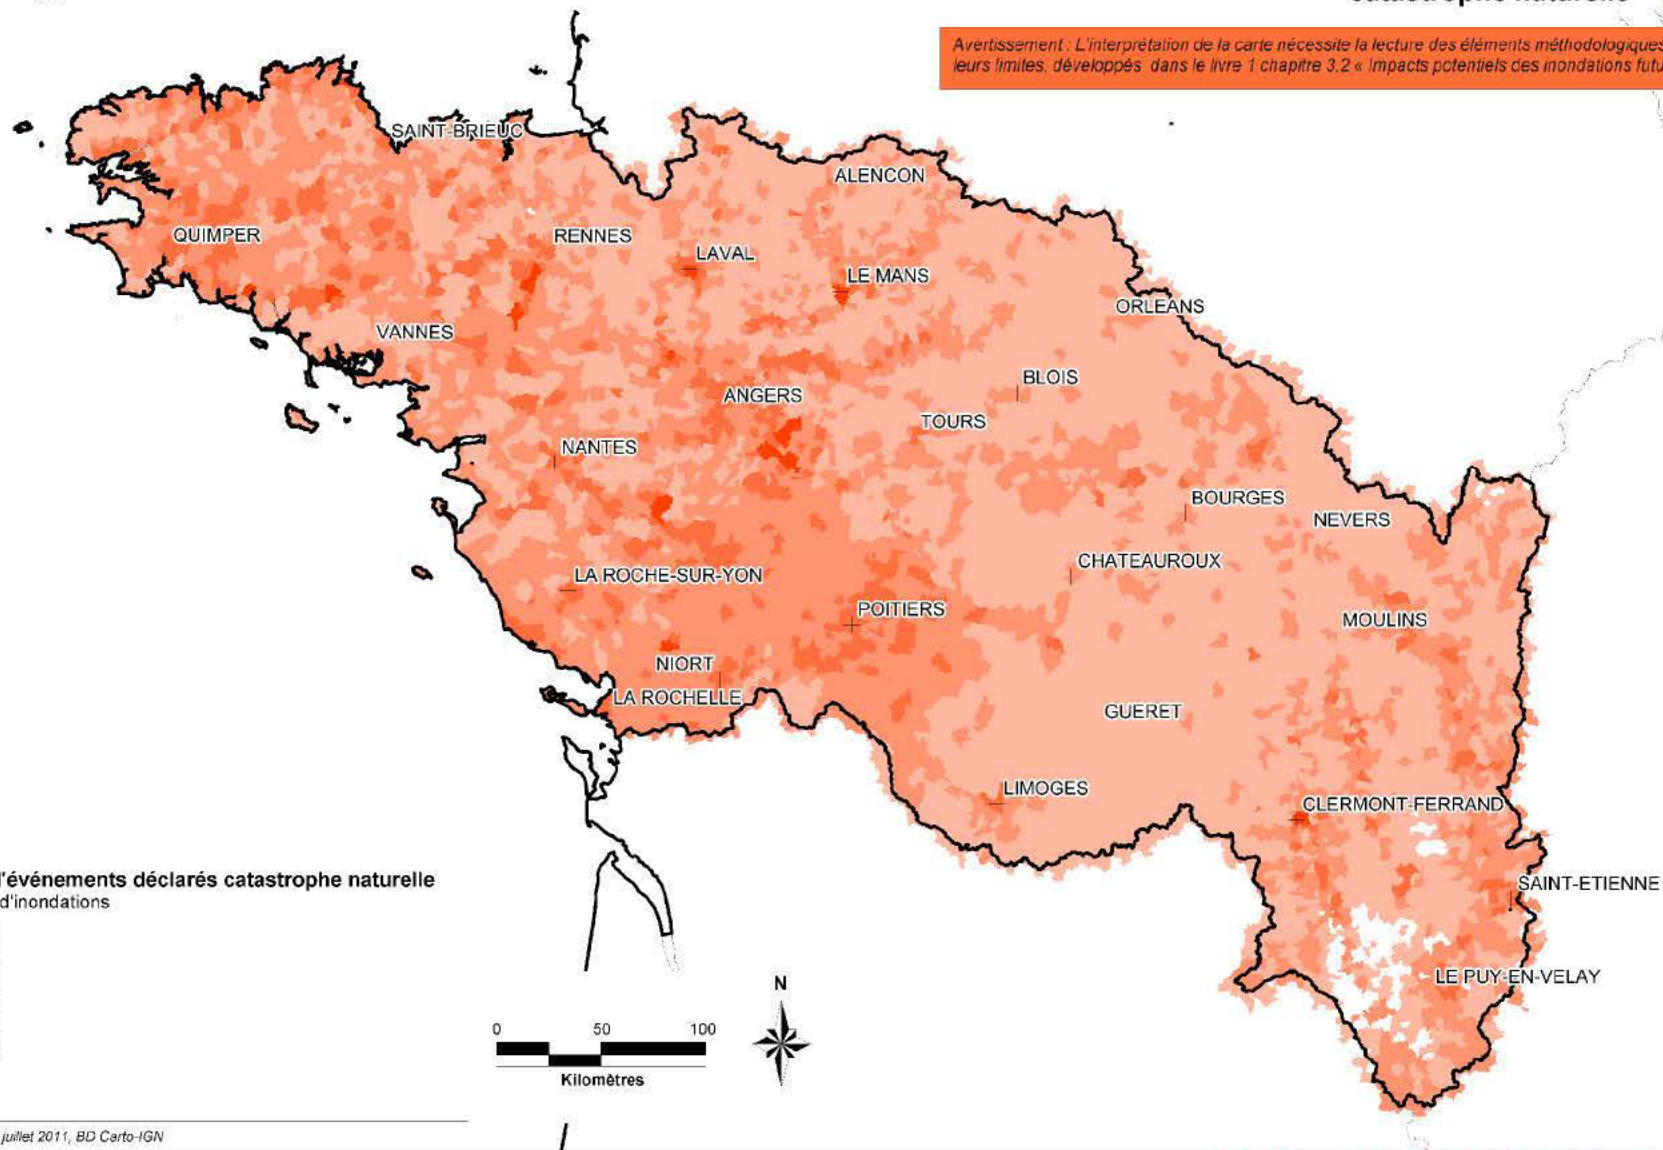 catastrophe naturelle
Avertissement : L'interprétation de la carte nécessite la lecture des éléments méthodologiques
leurs limites, développés dans le livre 1 chapitre 3.2 « Impacts potentiels des inondations futu
SAINT-BRIEUC
ALENCON
QUIMPER
RENNES
LAVAL
LE MANS
ORLEANS
VANNES
BLOIS
ANGERS
TOURS
NANTES
BOURGES
NEVERS
CHATEAUROUX
LA ROCHE-SUR-YON
POITIERS
MOULINS
NIORT
LA ROCHELLE
GUERET
LIMOGES
CLERMONT-FERRAND
l'événements déclarés catastrophe naturelle
d'inondations
SAINT-ETIENNE
LE PUY-EN-VELAY
N
0 50 100
Kilomètres
juillet 2011, BD Carto-IGN